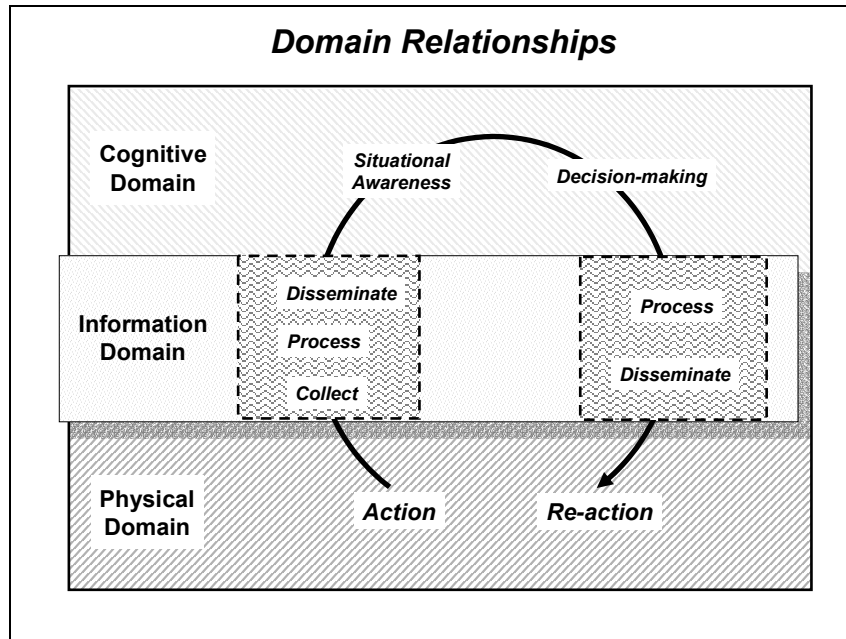 Domain Relationships
Cognitive
Domain
Situational
Awareness
Decision-making
Information
Domain
Disseminate
Process
Collect
Process
Disseminate
Physical
Domain
Action
Re-action